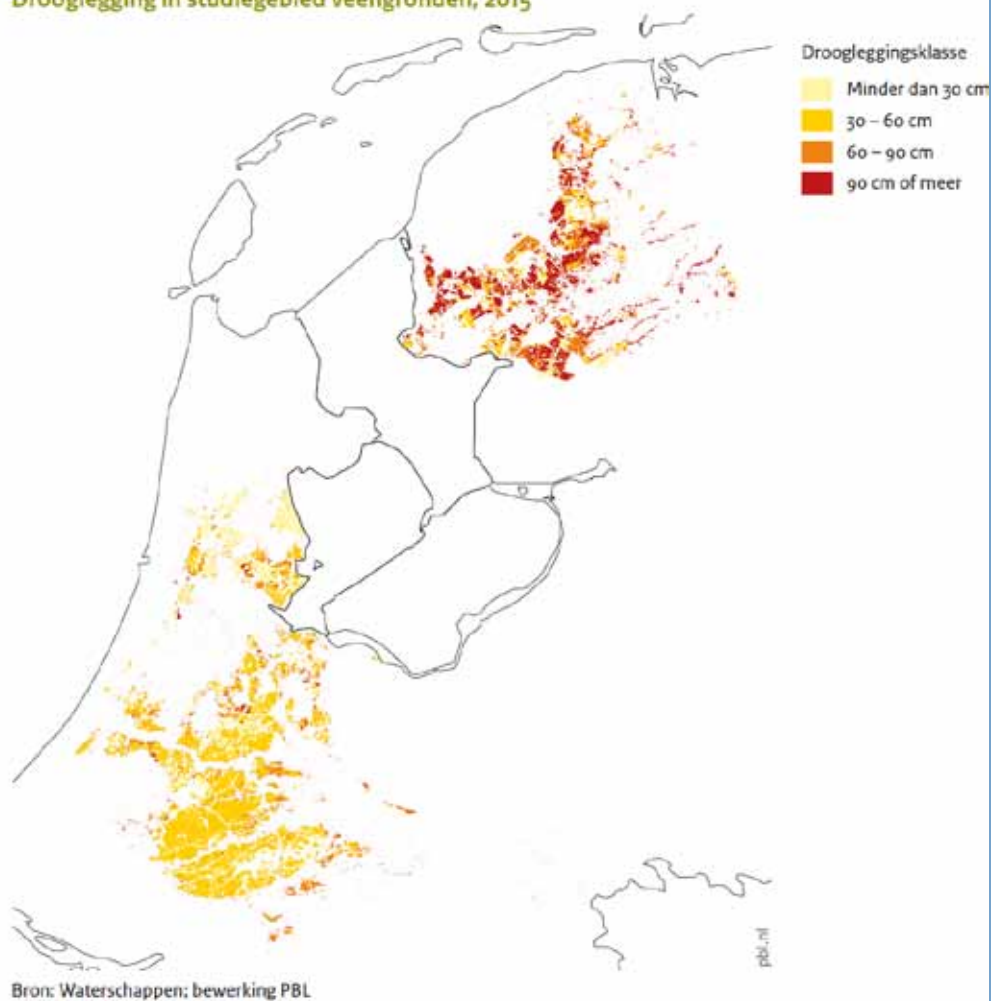 Drooglegging in studiegebied veengronden, 2015
Droogleggingsklasse
Minder dan 30 cm
30 – 60 cm
60 – 90 cm
90 cm of meer
pbl.nl
Bron: Waterschappen; bewerking PBL